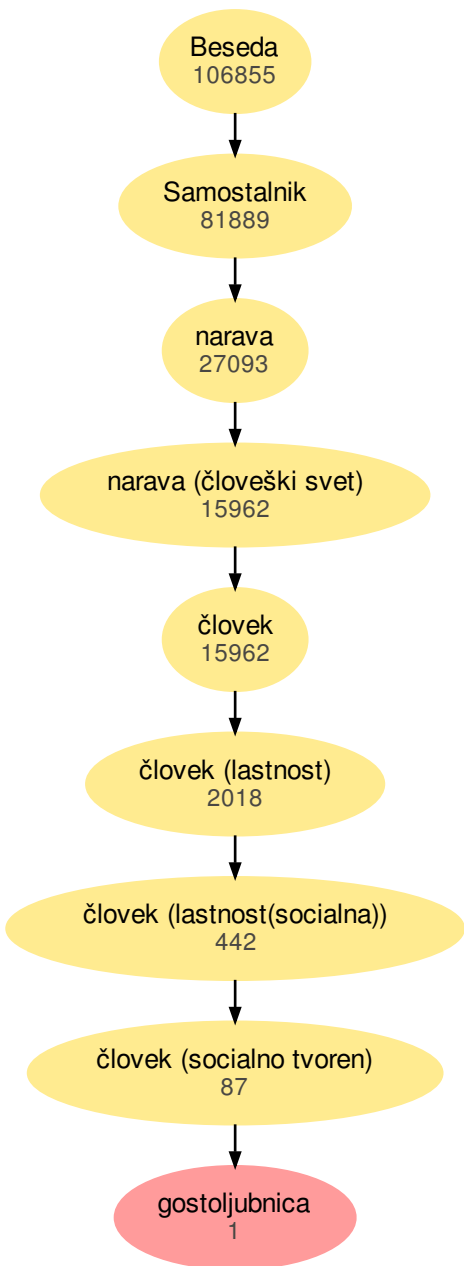 Beseda
106855
Samostalnik
81889
narava
27093
narava (človeški svet)
15962
človek
15962
človek (lastnost)
2018
človek (lastnost(socialna))
442
človek (socialno tvoren)
87
gostoljubnica
1